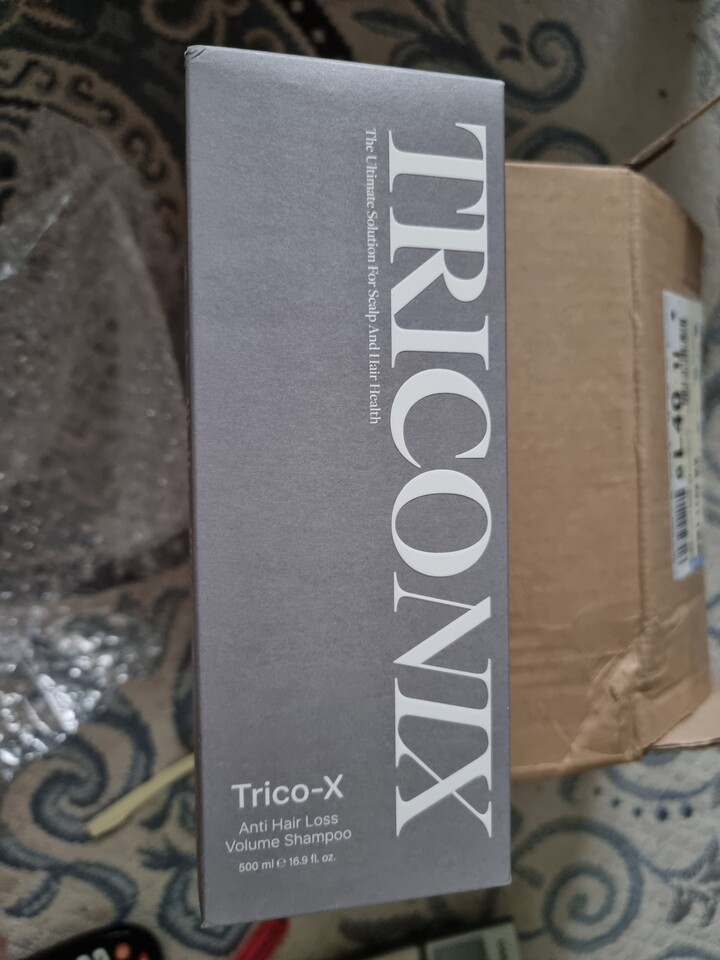 TRICONIX
The Ultimate Solution For Scalp And Hair Health
Trico-X
Anti Hair Loss
Volume Shampoo
500 ml ℮ 16.9 fl. oz.